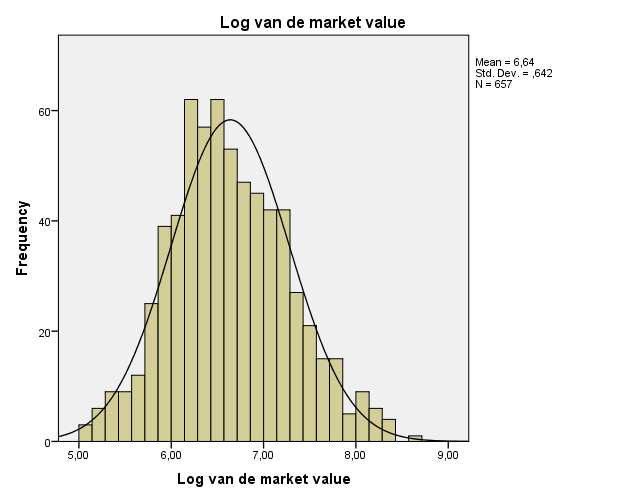 Log van de market value
Mean = 6,64
Std. Dev. = ,642
N = 657
Frequency
60
40
20
0
5,00 6,00 7,00 8,00 9,00
Log van de market value